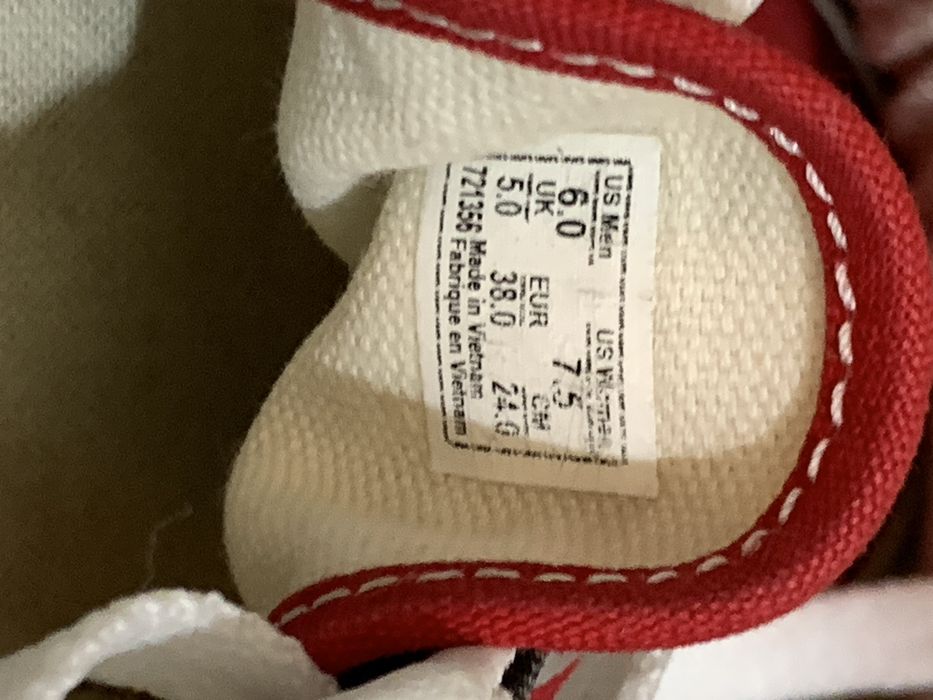 US Men US Women
6.0 7.5
UK EUR CM
5.0 38.0 24.0
721356 Made in Vietnam
Fabrique en Vietnam